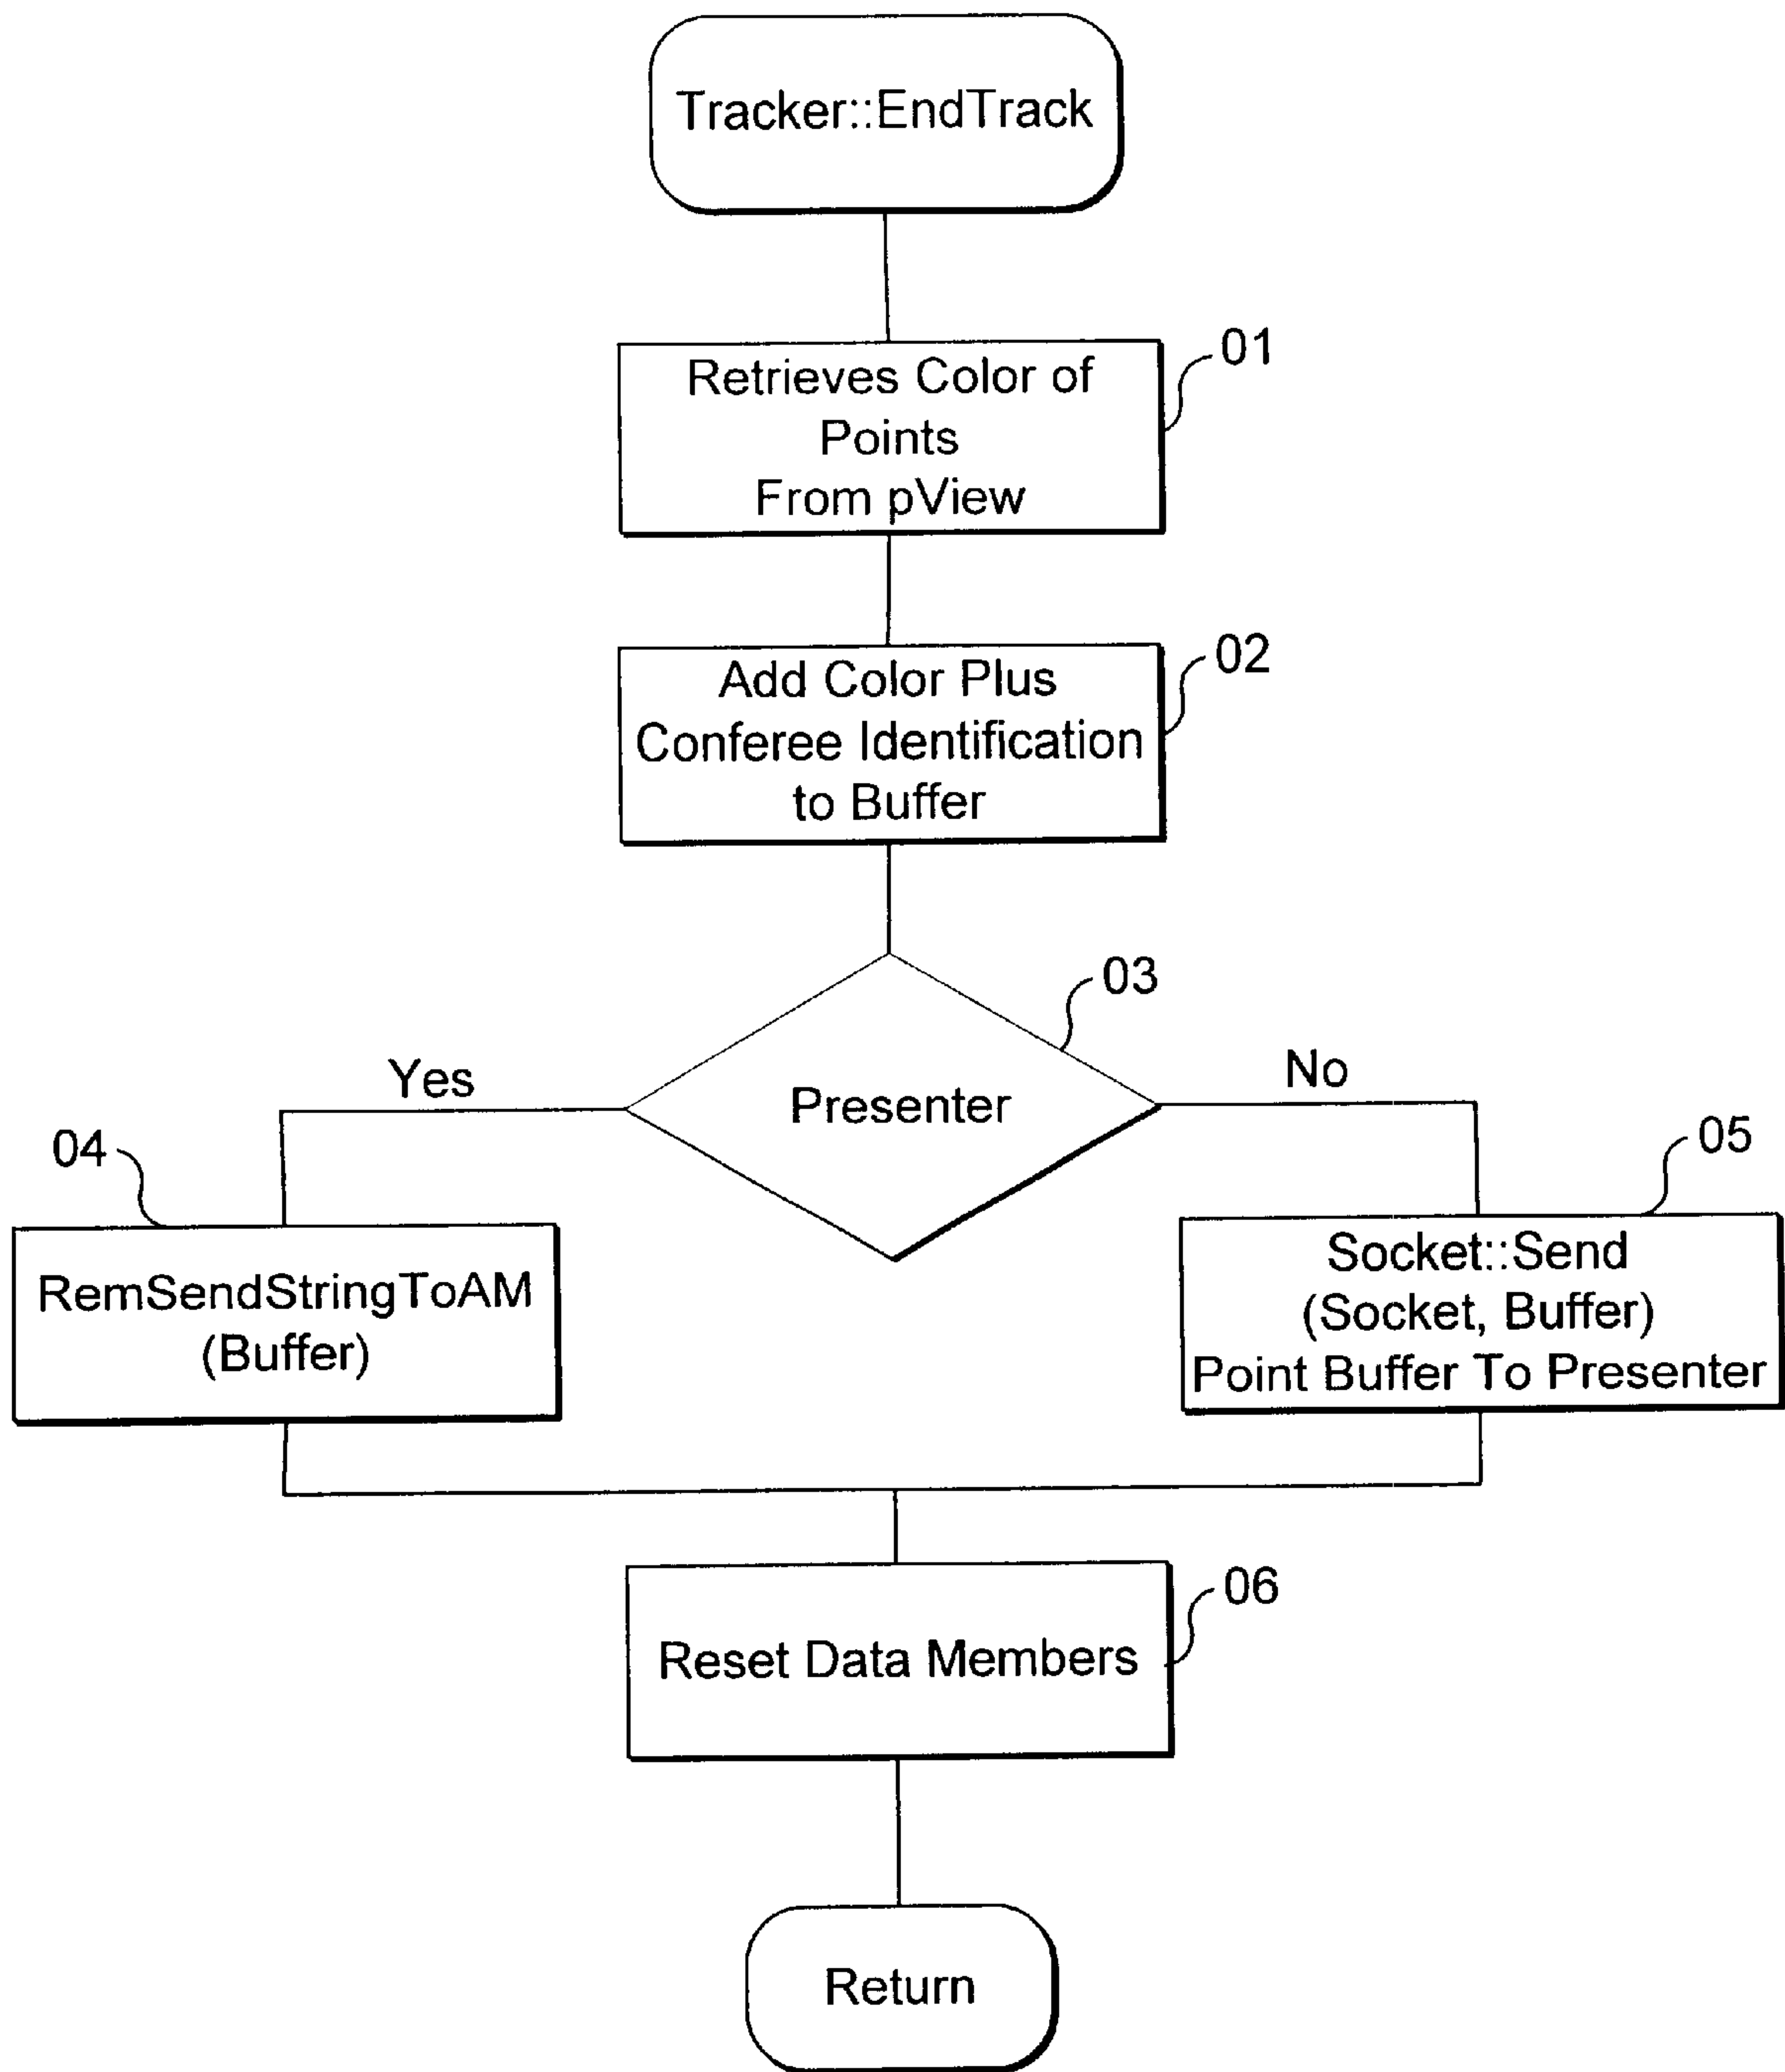 Tracker::EndTrack
01
Retrieves Color of
Points
From pView
02
Add Color Plus
Conferee Identification
to Buffer
03
Yes
Presenter
No
04
RemSendStringToAM
(Buffer)
05
Socket::Send
(Socket, Buffer)
Point Buffer To Presenter
06
Reset Data Members
Return